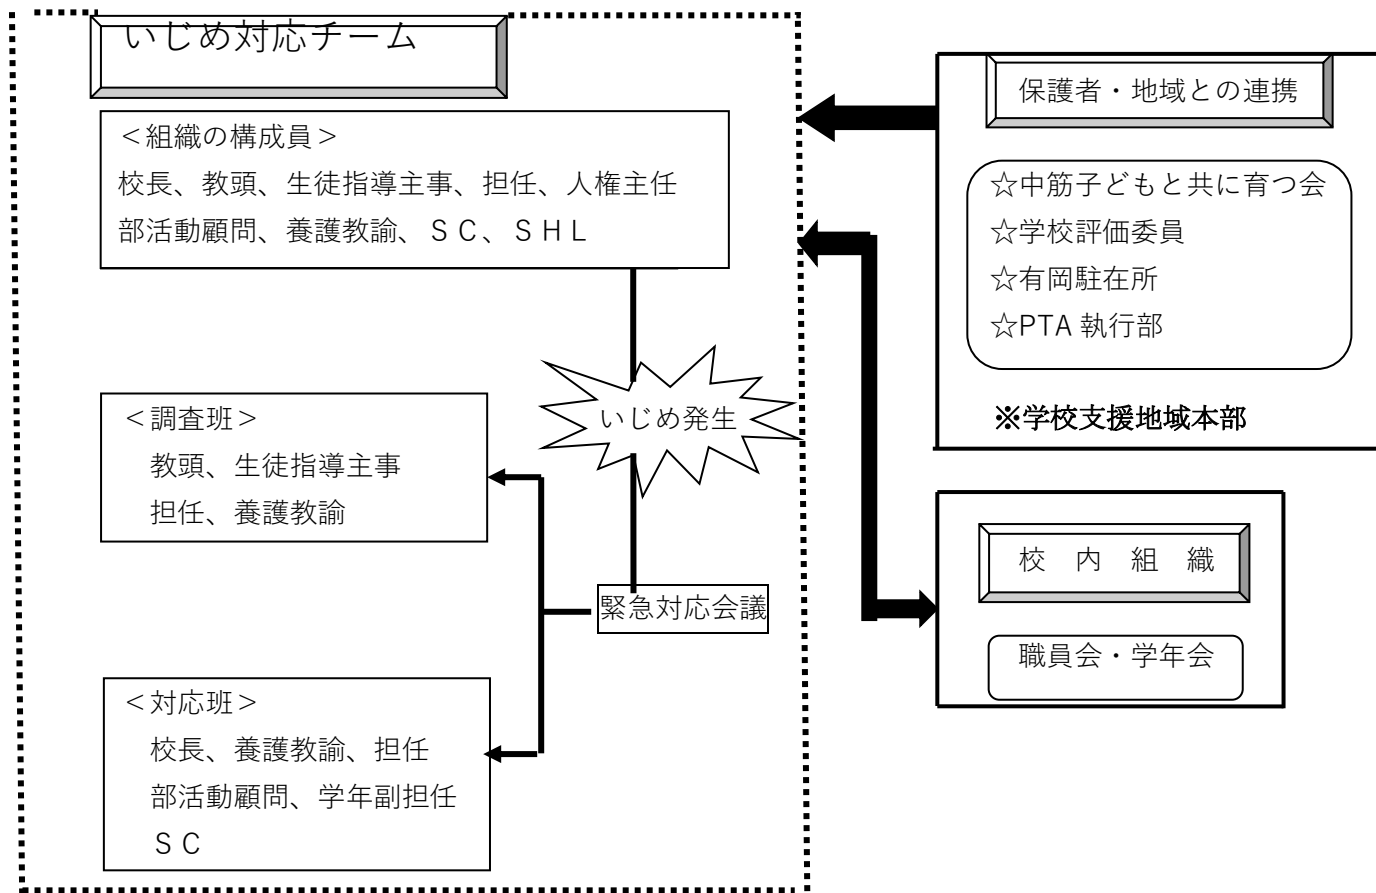 いじめ対応チーム
＜組織の構成員＞
校長、教頭、生徒指導主事、担任、人権主任
部活動顧問、養護教諭、ＳＣ、ＳＨＬ
いじめ発生
＜調査班＞
教頭、生徒指導主事
担任、養護教諭
緊急対応会議
＜対応班＞
校長、養護教諭、担任
部活動顧問、学年副担任
ＳＣ
保護者・地域との連携
☆中筋子どもと共に育つ会
☆学校評価委員
☆有岡駐在所
☆PTA 執行部
※学校支援地域本部
校　内　組　織
職員会・学年会